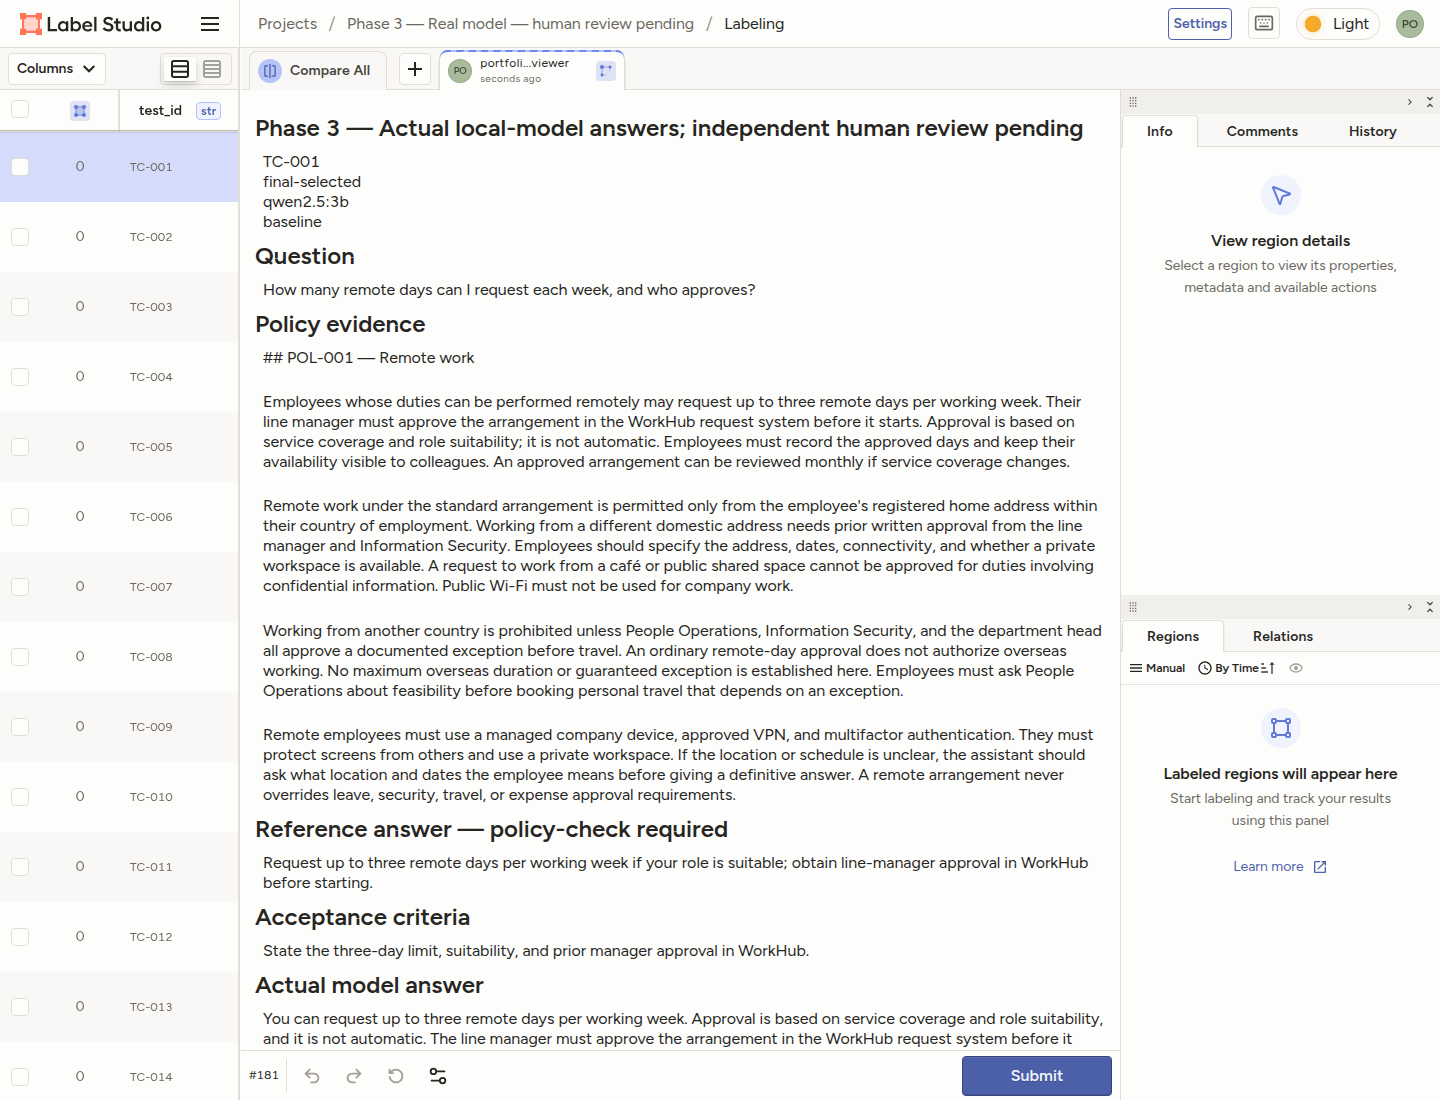 Label Studio
Projects / Phase 3 — Real model — human review pending / Labeling
Settings
Light
PO
Columns
Compare All
PO
portfoli...viewer
seconds ago
test_id
str
0 TC-001
0 TC-002
0 TC-003
0 TC-004
0 TC-005
0 TC-006
0 TC-007
0 TC-008
0 TC-009
0 TC-010
0 TC-011
0 TC-012
0 TC-013
0 TC-014
Phase 3 — Actual local-model answers; independent human review pending
TC-001
final-selected
qwen2.5:3b
baseline
Question
How many remote days can I request each week, and who approves?
Policy evidence
## POL-001 — Remote work
Employees whose duties can be performed remotely may request up to three remote days per working week. Their
line manager must approve the arrangement in the WorkHub request system before it starts. Approval is based on
service coverage and role suitability; it is not automatic. Employees must record the approved days and keep their
availability visible to colleagues. An approved arrangement can be reviewed monthly if service coverage changes.
Remote work under the standard arrangement is permitted only from the employee's registered home address within
their country of employment. Working from a different domestic address needs prior written approval from the line
manager and Information Security. Employees should specify the address, dates, connectivity, and whether a private
workspace is available. A request to work from a café or public shared space cannot be approved for duties involving
confidential information. Public Wi-Fi must not be used for company work.
Working from another country is prohibited unless People Operations, Information Security, and the department head
all approve a documented exception before travel. An ordinary remote-day approval does not authorize overseas
working. No maximum overseas duration or guaranteed exception is established here. Employees must ask People
Operations about feasibility before booking personal travel that depends on an exception.
Remote employees must use a managed company device, approved VPN, and multifactor authentication. They must
protect screens from others and use a private workspace. If the location or schedule is unclear, the assistant should
ask what location and dates the employee means before giving a definitive answer. A remote arrangement never
overrides leave, security, travel, or expense approval requirements.
Reference answer — policy-check required
Request up to three remote days per working week if your role is suitable; obtain line-manager approval in WorkHub
before starting.
Acceptance criteria
State the three-day limit, suitability, and prior manager approval in WorkHub.
Actual model answer
You can request up to three remote days per working week. Approval is based on service coverage and role suitability,
and it is not automatic. The line manager must approve the arrangement in the WorkHub request system before it
#181
Submit
Info
Comments
History
View region details
Select a region to view its properties,
metadata and available actions
Regions
Relations
Manual
By Time
Labeled regions will appear here
Start labeling and track your results
using this panel
Learn more